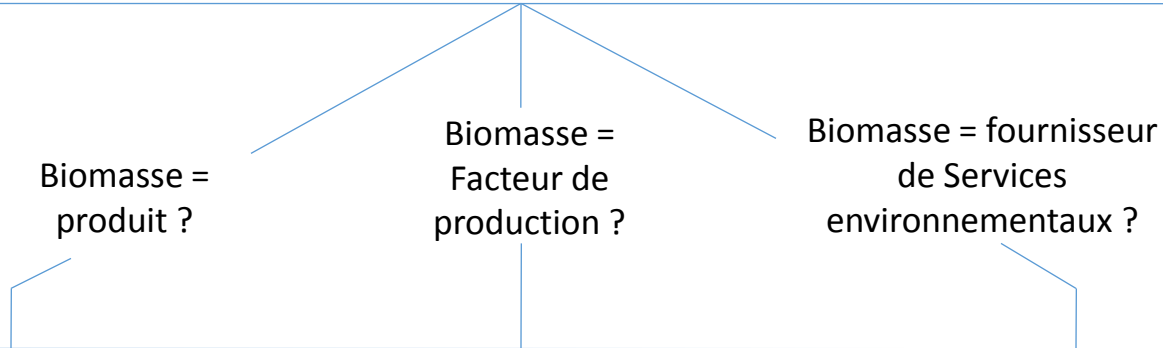 Biomasse =
produit ?
Biomasse =
Facteur de
production ?
Biomasse = fournisseur
de Services
environnementaux ?